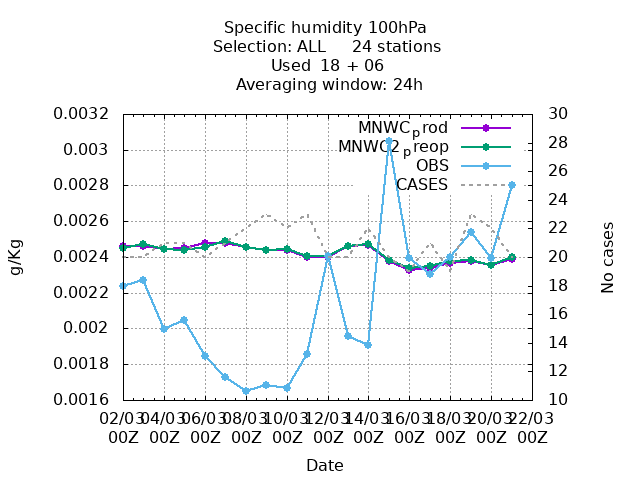 Specific humidity 100hPa
Selection: ALL 24 stations
Used 18 + 06
Averaging window: 24h
MNWC_prod
MNWC2_preop
OBS
CASES
0.0032
0.003
0.0028
0.0026
0.0024
0.0022
0.002
0.0018
0.0016
g/Kg
30
28
26
24
22
20
18
16
14
12
10
No cases
02/03 04/03 06/03 08/03 10/03 12/03 14/03 16/03 18/03 20/03 22/03
00Z 00Z 00Z 00Z 00Z 00Z 00Z 00Z 00Z 00Z 00Z
Date